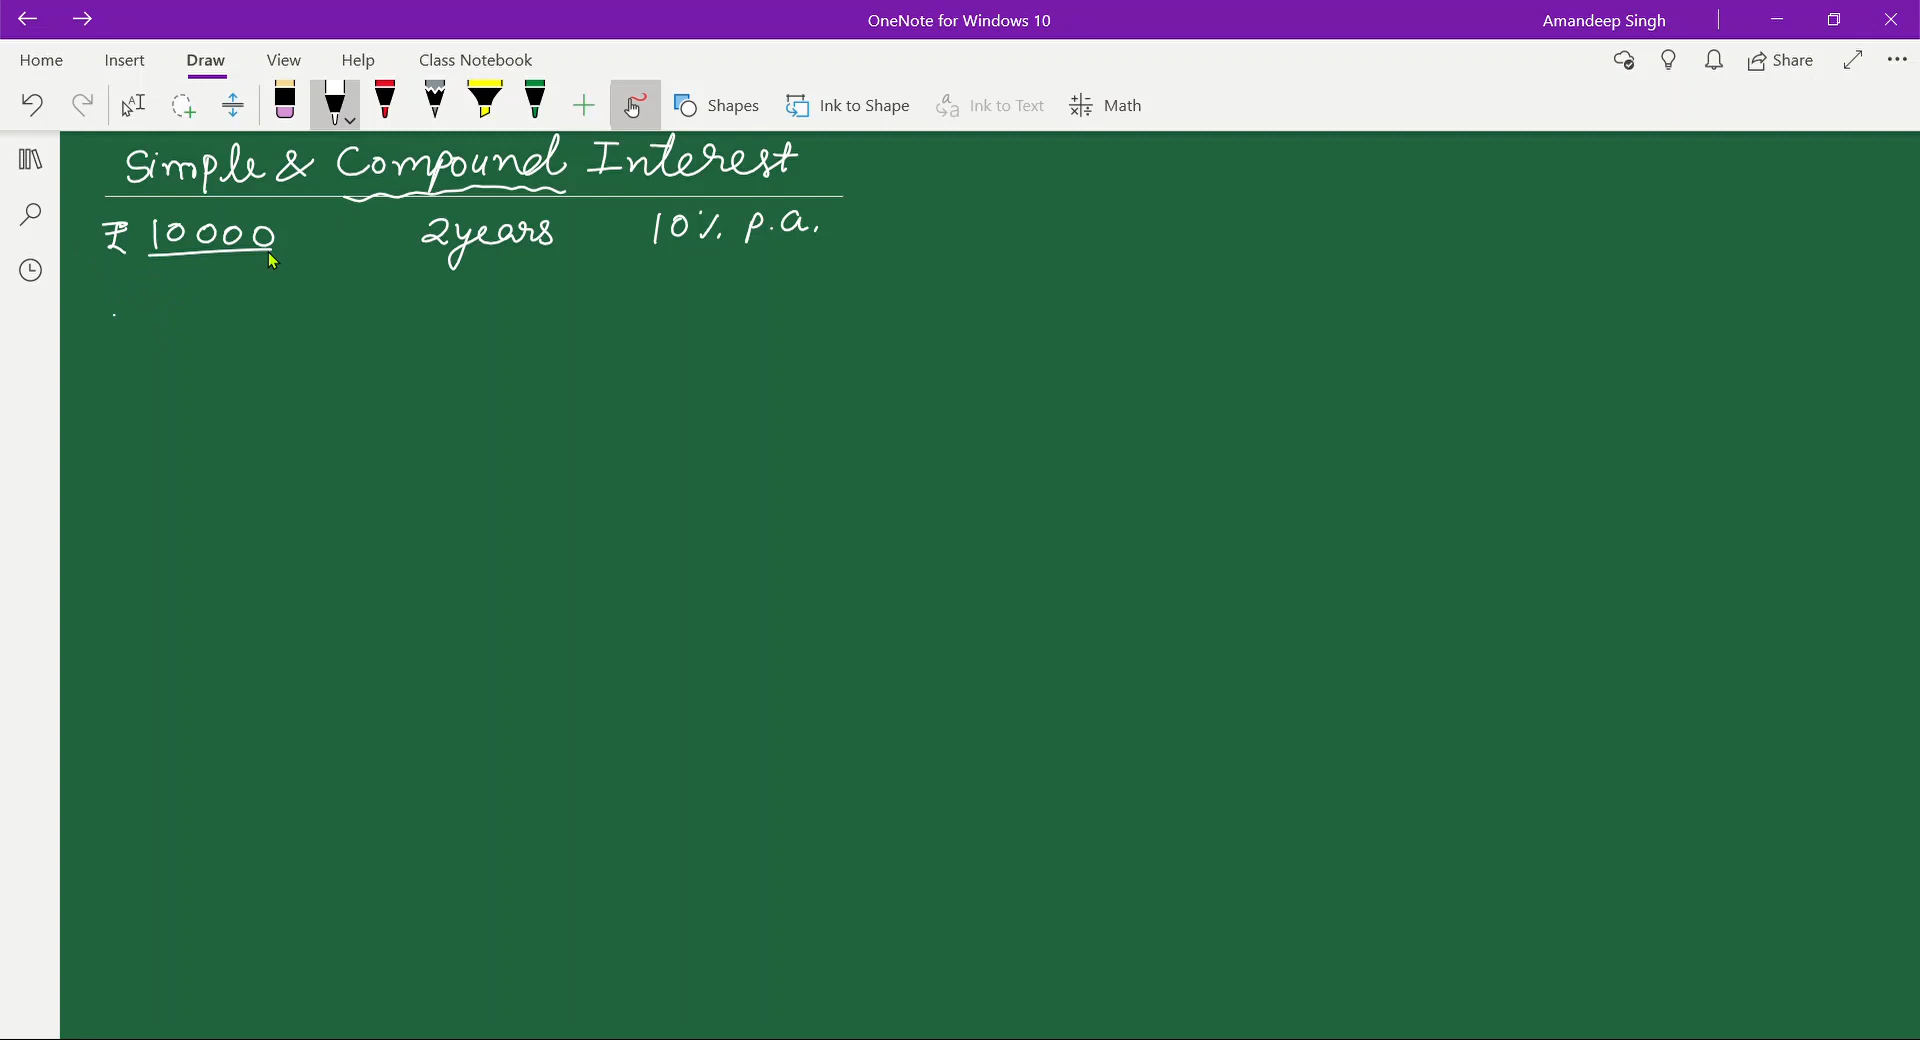 OneNote for Windows 10
Amandeep Singh
Home Insert Draw View Help Class Notebook
Share
Shapes Ink to Shape Ink to Text Math
Simple & Compound Interest
₹ 10000 2years 10% p.a.